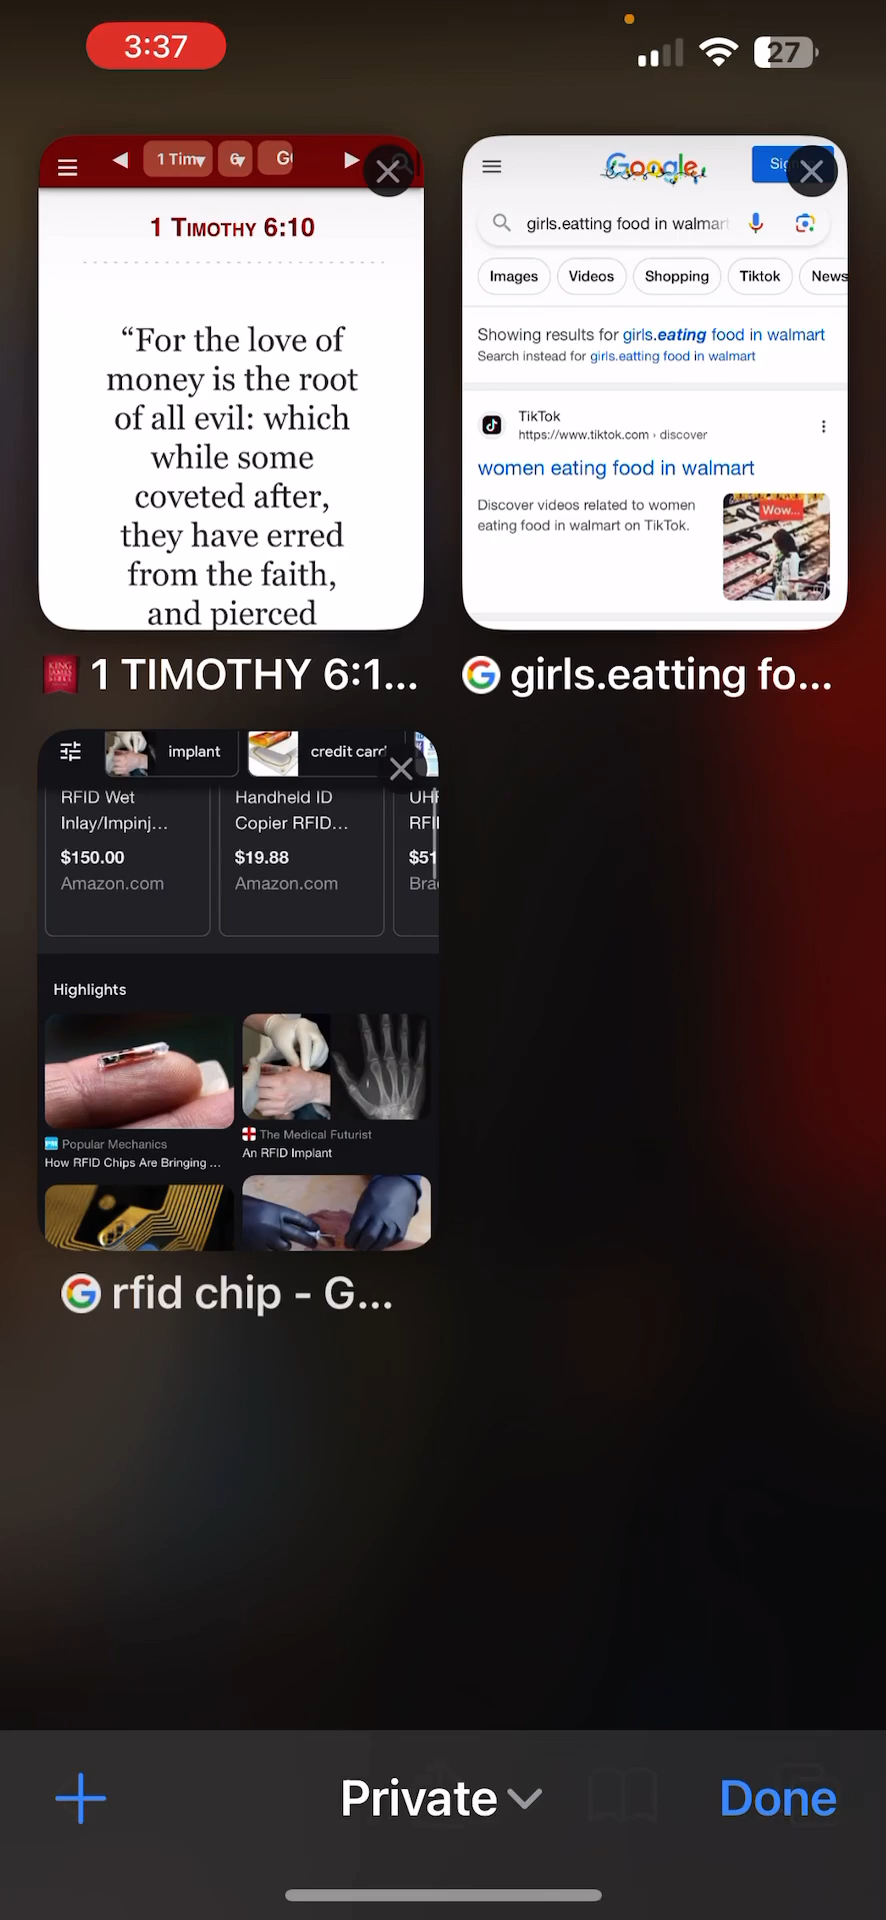 3:37
27
1 Tim
6
1 TIMOTHY 6:10
“For the love of
money is the root
of all evil: which
while some
coveted after,
they have erred
from the faith,
and pierced
KING
JAMES
BIBLE
1 TIMOTHY 6:1...
Google
girls.eatting food in walmart
Images
Videos
Shopping
Tiktok
News
Showing results for girls.eating food in walmart
Search instead for girls.eatting food in walmart
TikTok
https://www.tiktok.com › discover
women eating food in walmart
Discover videos related to women
eating food in walmart on TikTok.
Wow...
girls.eatting fo...
implant
credit card
RFID Wet
Inlay/Impinj...
$150.00
Amazon.com
Handheld ID
Copier RFID...
$19.88
Amazon.com
$51
Highlights
Popular Mechanics
How RFID Chips Are Bringing ...
The Medical Futurist
An RFID Implant
rfid chip - G...
Private
Done